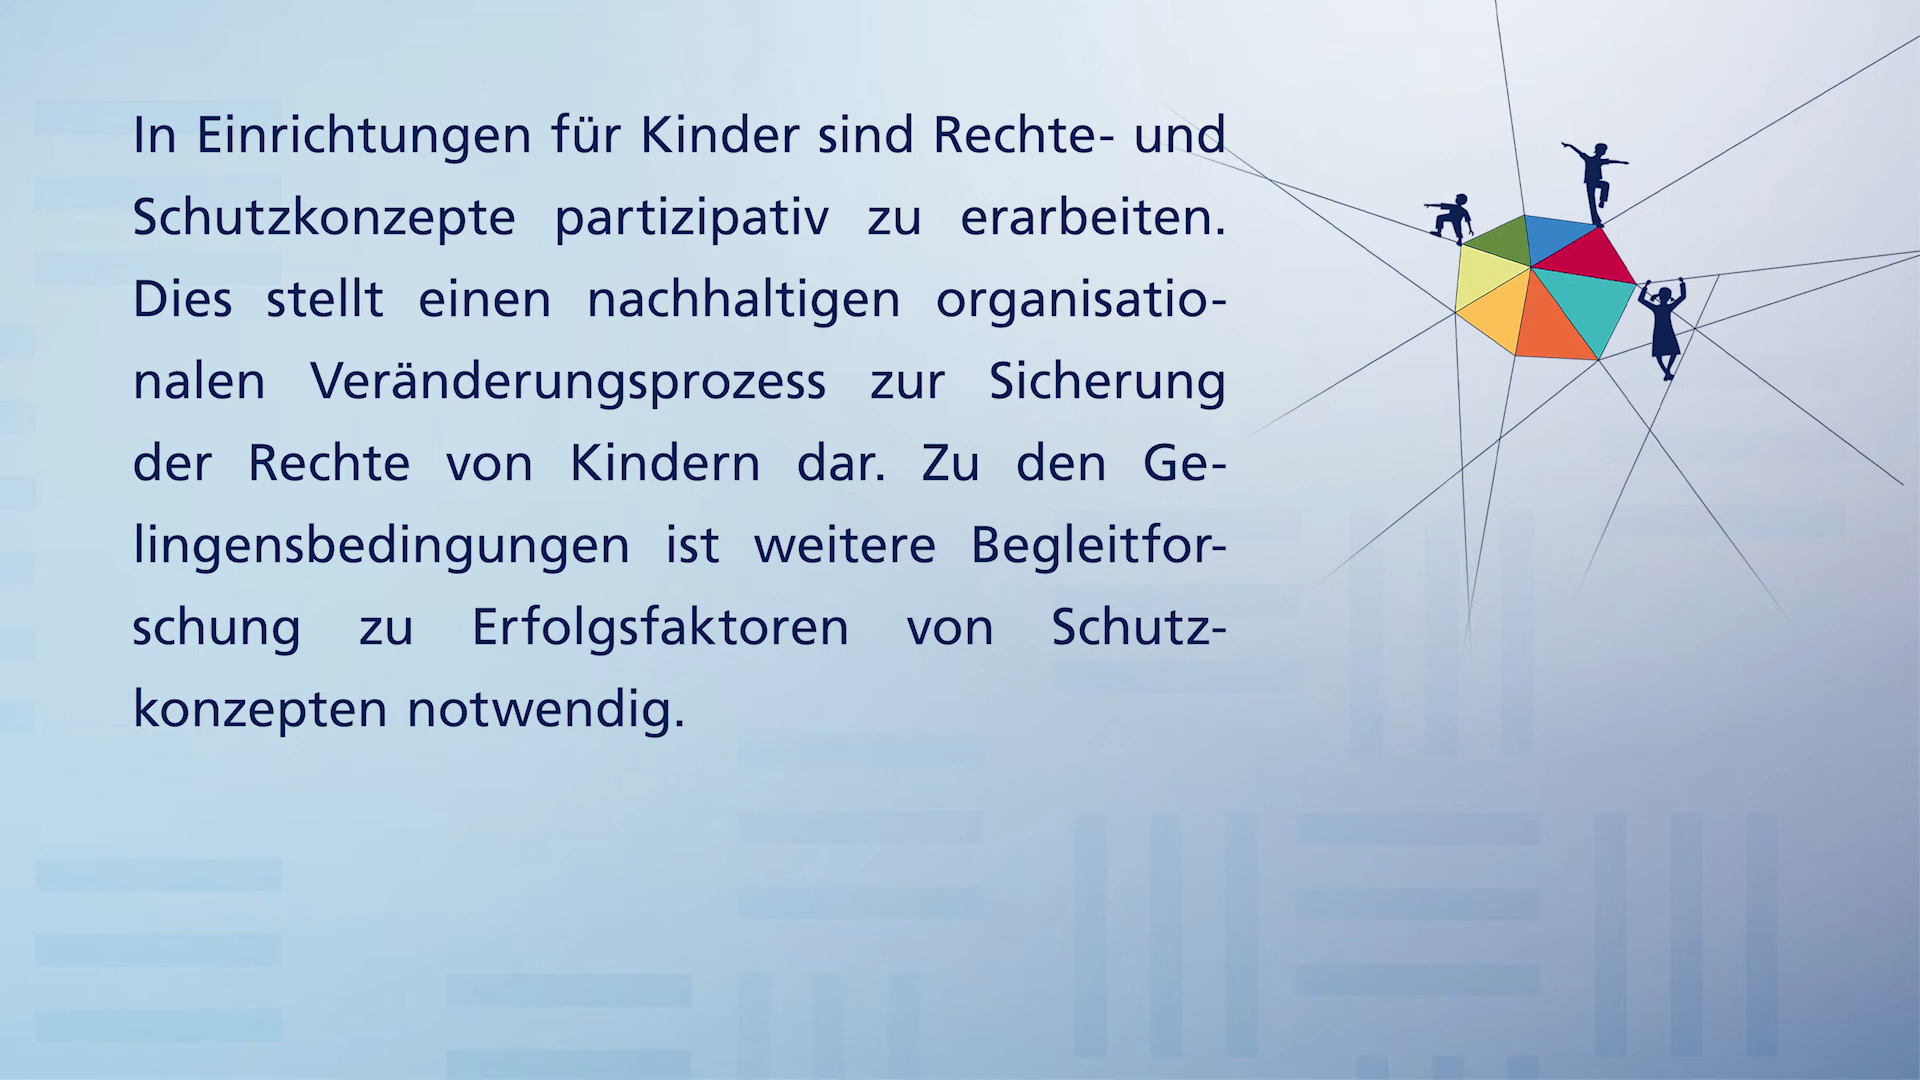 In Einrichtungen für Kinder sind Rechte- und
Schutzkonzepte partizipativ zu erarbeiten.
Dies stellt einen nachhaltigen organisatio-
nalen Veränderungsprozess zur Sicherung
der Rechte von Kindern dar. Zu den Ge-
lingensbedingungen ist weitere Begleitfor-
schung zu Erfolgsfaktoren von Schutz-
konzepten notwendig.